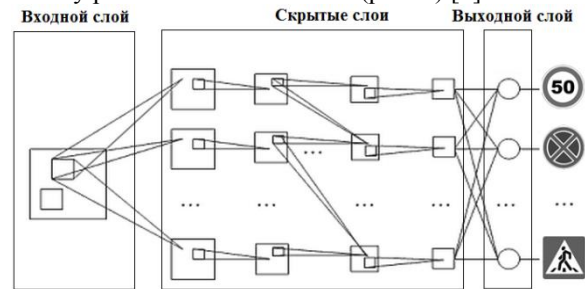 Входной слой
Скрытые слои
Выходной слой
50
...
... ... ... ... ... ...